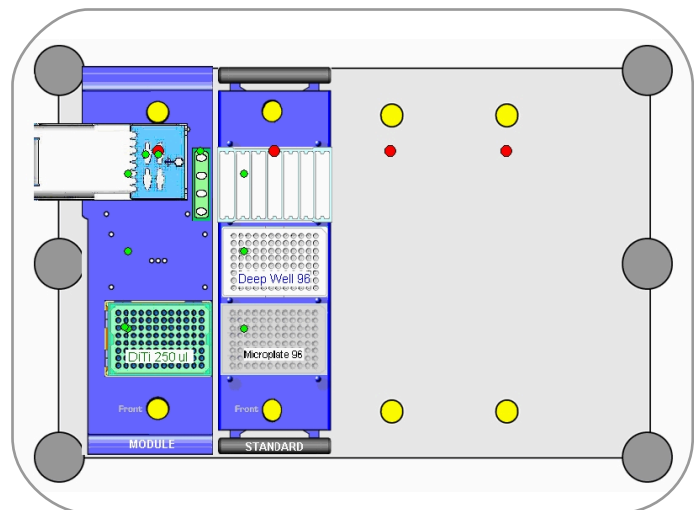 Deep Well 96
DiTi 250 ul
Microplate 96
Front
Front
MODULE
STANDARD